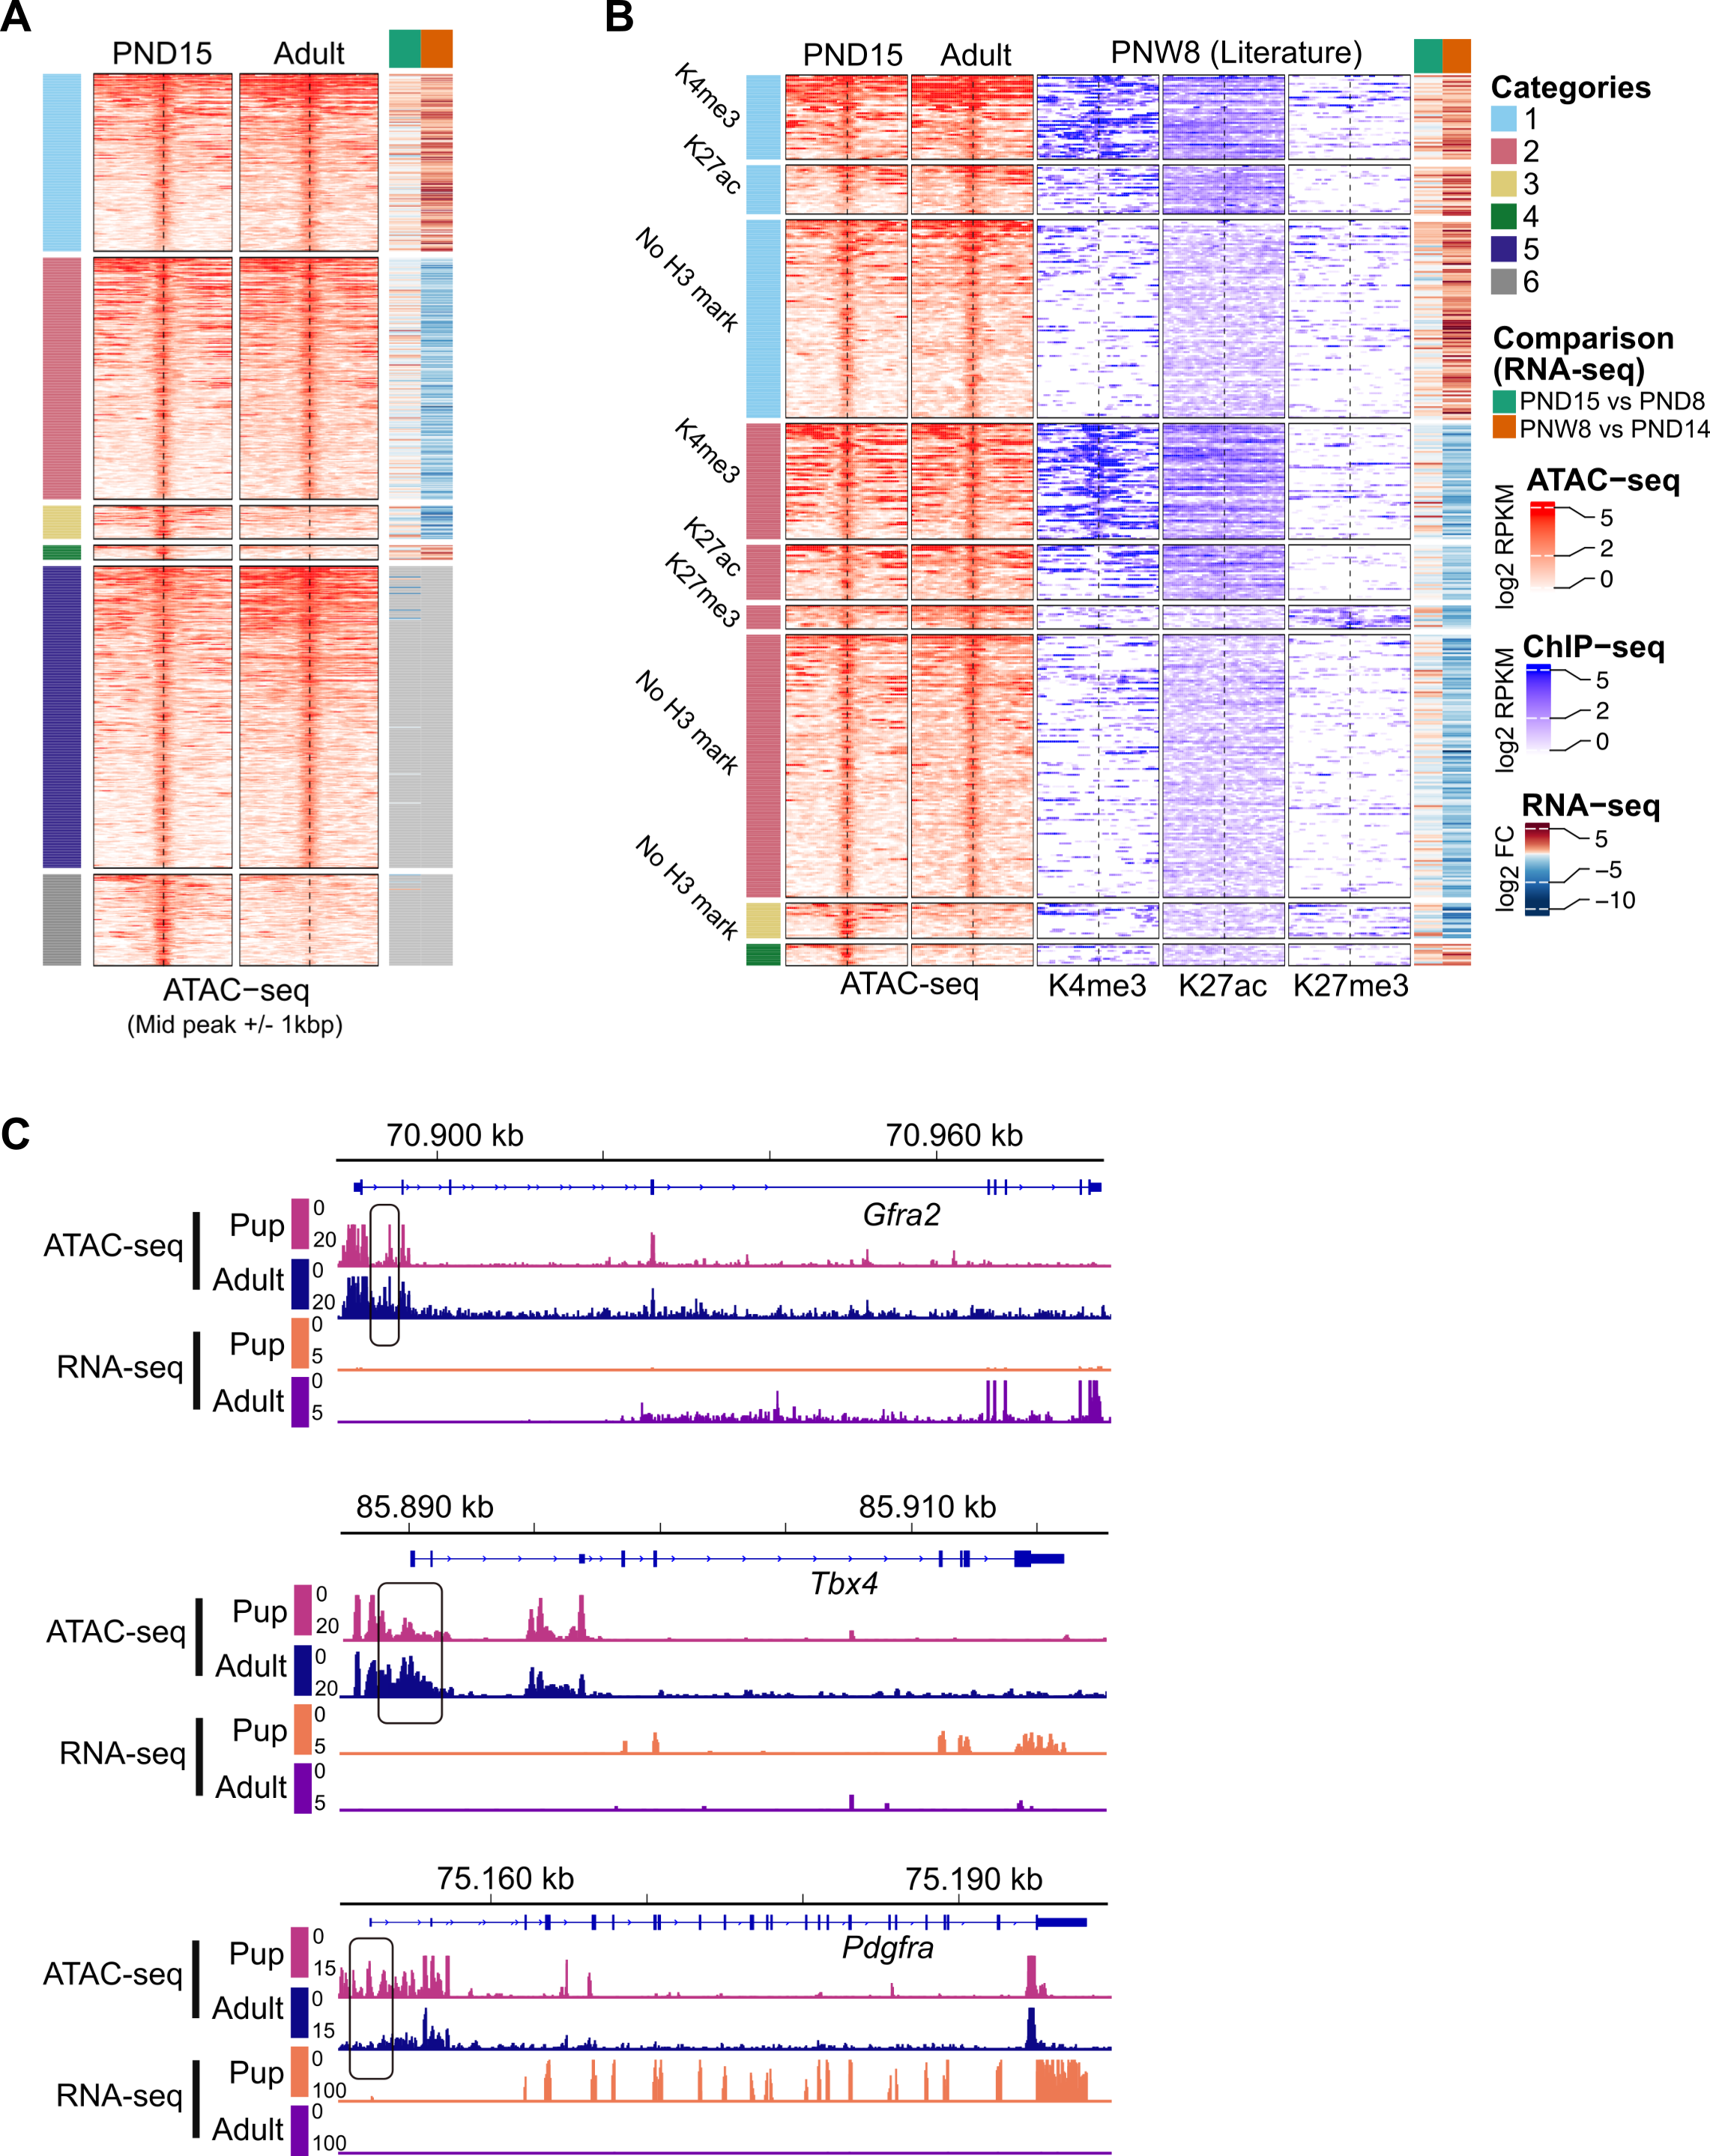 A
PND15
Adult
ATAC−seq
(Mid peak +/- 1kbp)
B
PND15
Adult
PNW8 (Literature)
K4me3
K27ac
No H3 mark
K4me3
K27ac
K27me3
No H3 mark
No H3 mark
ATAC-seq
K4me3
K27ac
K27me3
Categories
1
2
3
4
5
6
Comparison
(RNA-seq)
PND15 vs PND8
PNW8 vs PND14
ATAC−seq
log2 RPKM
5
2
0
ChIP−seq
log2 RPKM
5
2
0
RNA−seq
log2 FC
5
−5
−10
C
70.900 kb
70.960 kb
Gfra2
ATAC-seq
Pup
0
20
Adult
0
20
RNA-seq
Pup
0
5
Adult
0
5
85.890 kb
85.910 kb
Tbx4
ATAC-seq
Pup
0
20
Adult
0
20
RNA-seq
Pup
0
5
Adult
0
5
75.160 kb
75.190 kb
Pdgfra
ATAC-seq
Pup
0
15
Adult
0
15
RNA-seq
Pup
0
100
Adult
0
100